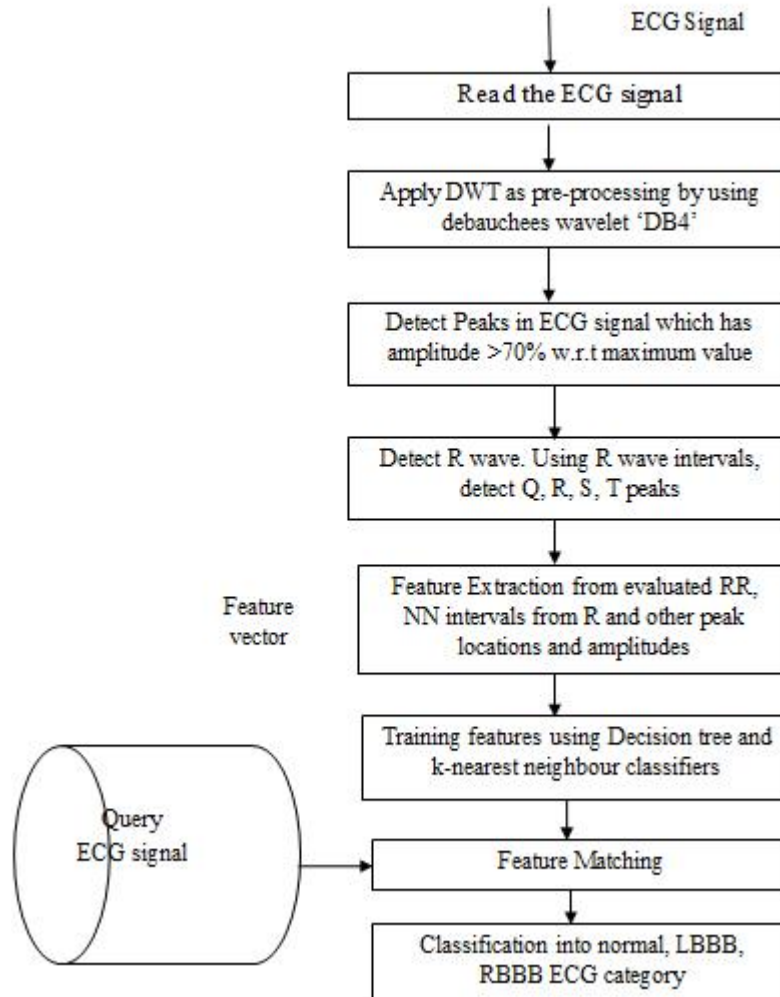 ECG Signal
Read the ECG signal
Apply DWT as pre-processing by using
debauchees wavelet ‘DB4’
Detect Peaks in ECG signal which has
amplitude >70% w.r.t maximum value
Detect R wave. Using R wave intervals,
detect Q, R, S, T peaks
Feature
vector
Feature Extraction from evaluated RR,
NN intervals from R and other peak
locations and amplitudes
Training features using Decision tree and
k-nearest neighbour classifiers
Query
ECG signal
Feature Matching
Classification into normal, LBBB,
RBBB ECG category